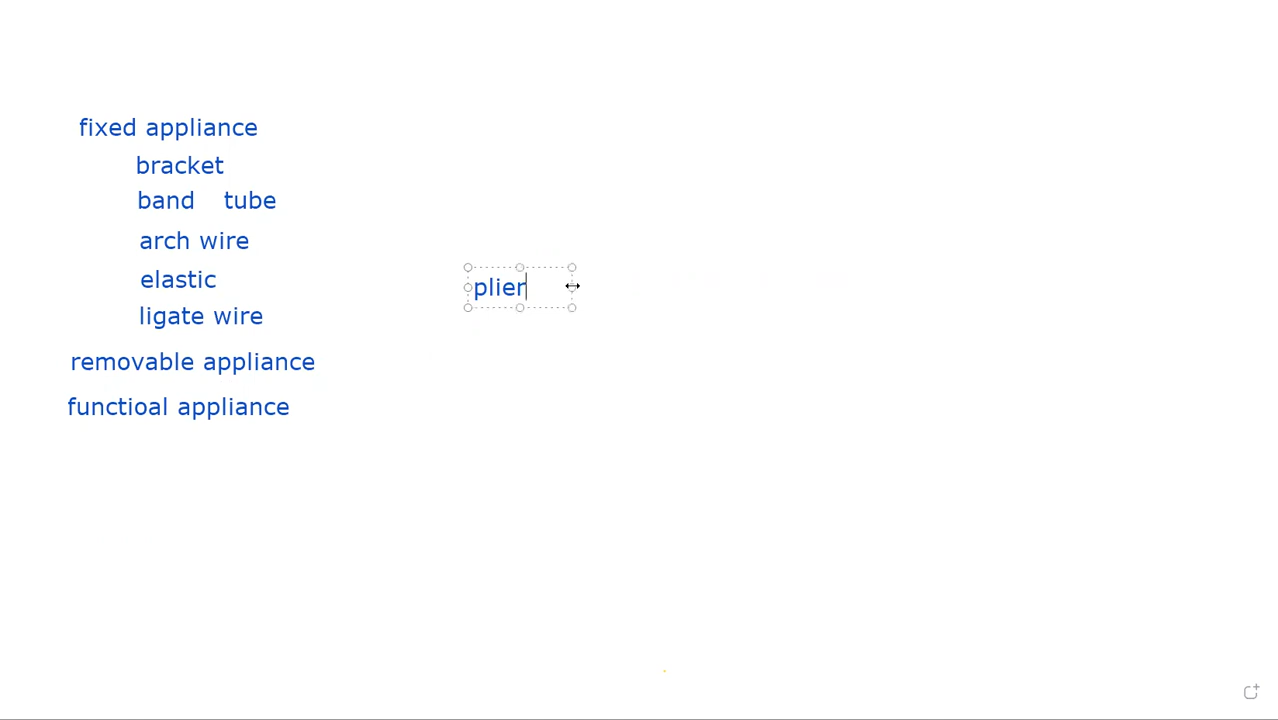 fixed appliance
bracket
band tube
arch wire
elastic
plier
ligate wire
removable appliance
functioal appliance